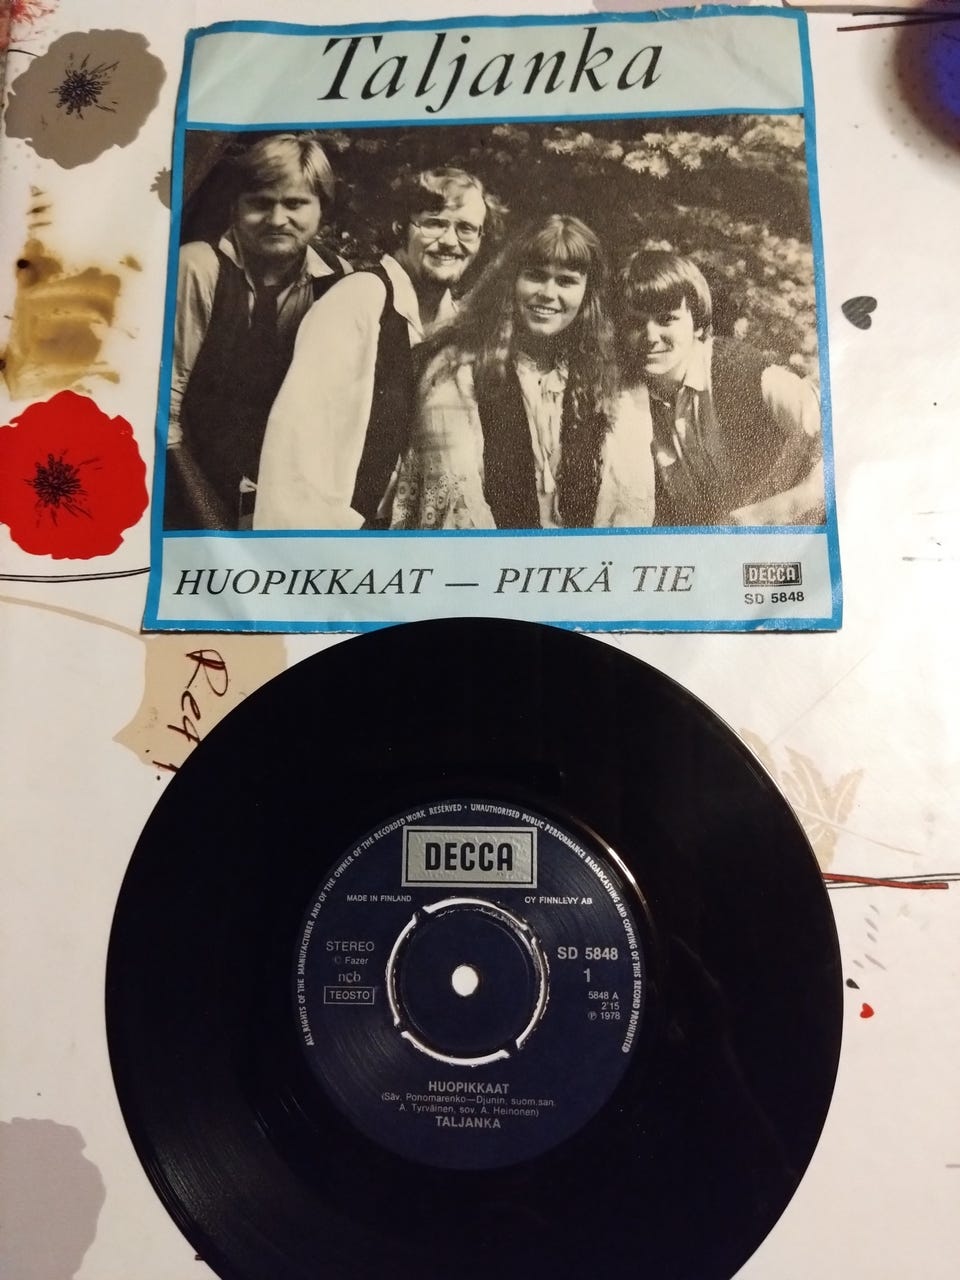 Taljanka
HUOPIKKAAT — PITKÄ TIE
DECCA
SD 5848
Reg
ALL RIGHTS OF THE MANUFACTURER AND OF THE OWNER OF THE RECORDED WORK RESERVED • UNAUTHORISED PUBLIC PERFORMANCE BROADCASTING AND COPYING OF THIS RECORD PROHIBITED
DECCA
MADE IN FINLAND
OY FINNLEVY AB
STEREO
© Fazer
ncb
TEOSTO
SD 5848
1
5848 A
2'15
℗ 1978
HUOPIKKAAT
(Säv. Ponomarenko—Djunin, suom.san.
A. Tyrväinen, sov. A. Heinonen)
TALJANKA